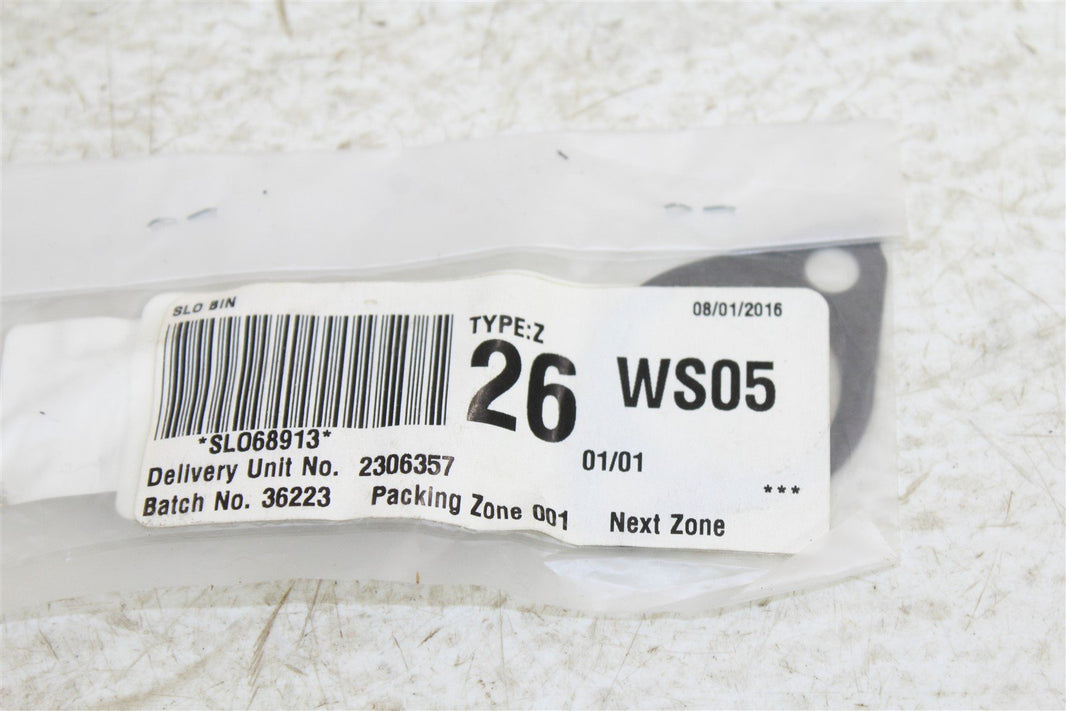 SLO BIN
08/01/2016
TYPE:Z
26 WS05
*SLO68913*
01/01
Delivery Unit No. 2306357
***
Batch No. 36223 Packing Zone 001 Next Zone